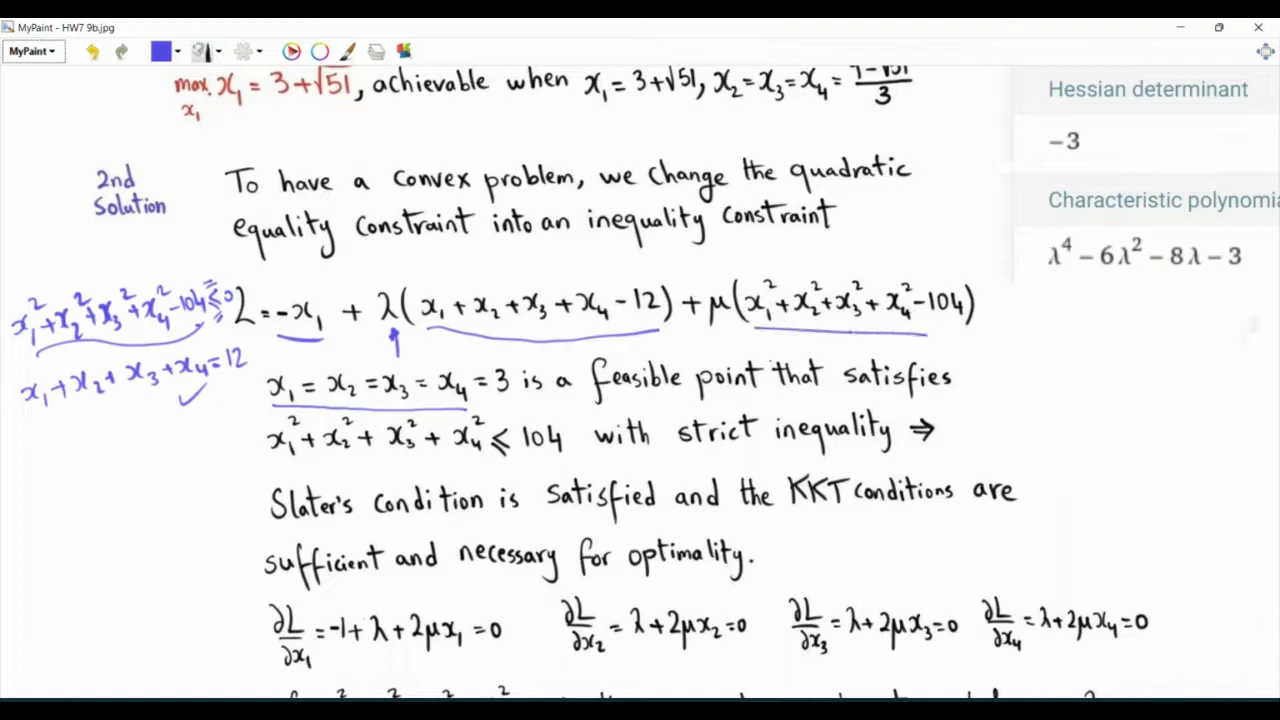 MyPaint - HW7 9b.jpg
MyPaint
max x₁ = 3+√51, achievable when x₁ = 3+√51, x₂ = x₃ = x₄ =
x₁
3
Hessian determinant
−3
2nd Solution
To have a convex problem, we change the quadratic
equality constraint into an inequality constraint
Characteristic polynomia
λ⁴ − 6λ² − 8λ − 3
x₁² + x₂² + x₃² + x₄² - 104 ≤ 0
L = -x₁ + λ(x₁ + x₂ + x₃ + x₄ - 12) + μ(x₁² + x₂² + x₃² + x₄² - 104)
x₁ + x₂ + x₃ + x₄ = 12
x₁ = x₂ = x₃ = x₄ = 3 is a feasible point that satisfies
x₁² + x₂² + x₃² + x₄² ≤ 104 with strict inequality ⇒
Slater's condition is satisfied and the KKT conditions are
sufficient and necessary for optimality.
∂L/∂x₁ = -1 + λ + 2μx₁ = 0 ∂L/∂x₂ = λ + 2μx₂ = 0 ∂L/∂x₃ = λ + 2μx₃ = 0 ∂L/∂x₄ = λ + 2μx₄ = 0